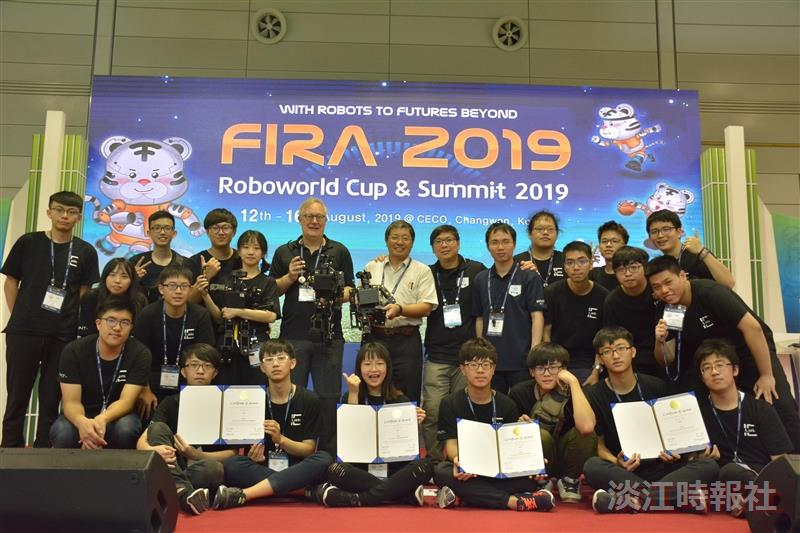 WITH ROBOTS TO FUTURES BEYOND
FIRA 2019
Roboworld Cup & Summit 2019
12th - 16 August, 2019 @ CECO, Changwon, Ko
淡江時報社